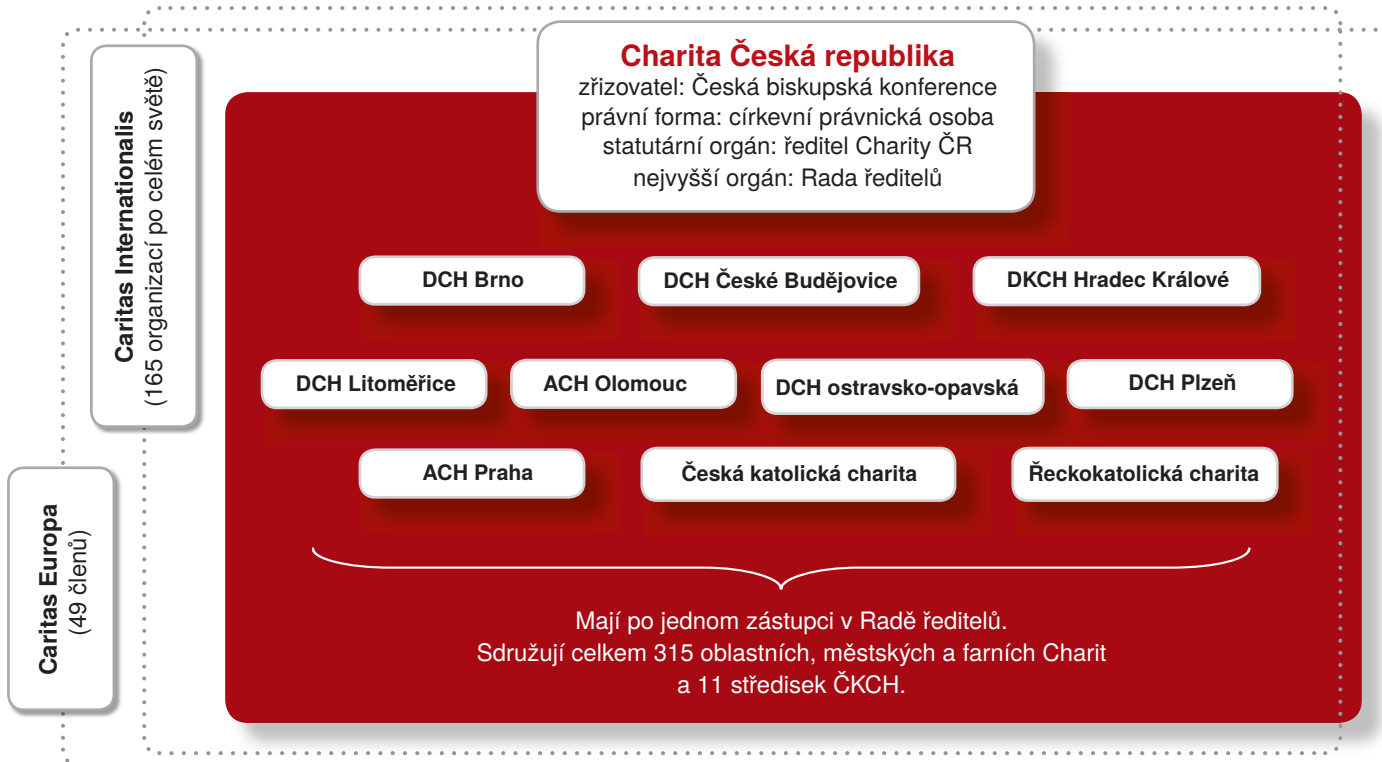 Charita Česká republika
zřizovatel: Česká biskupská konference
právní forma: církevní právnická osoba
statutární orgán: ředitel Charity ČR
nejvyšší orgán: Rada ředitelů
Caritas Internationalis
(165 organizací po celém světě)
Caritas Europa
(49 členů)
DCH Brno
DCH České Budějovice
DKCH Hradec Králové
DCH Litoměřice
ACH Olomouc
DCH ostravsko-opavská
DCH Plzeň
ACH Praha
Česká katolická charita
Řeckokatolická charita
Mají po jednom zástupci v Radě ředitelů.
Sdružují celkem 315 oblastních, městských a farních Charit
a 11 středisek ČKCH.